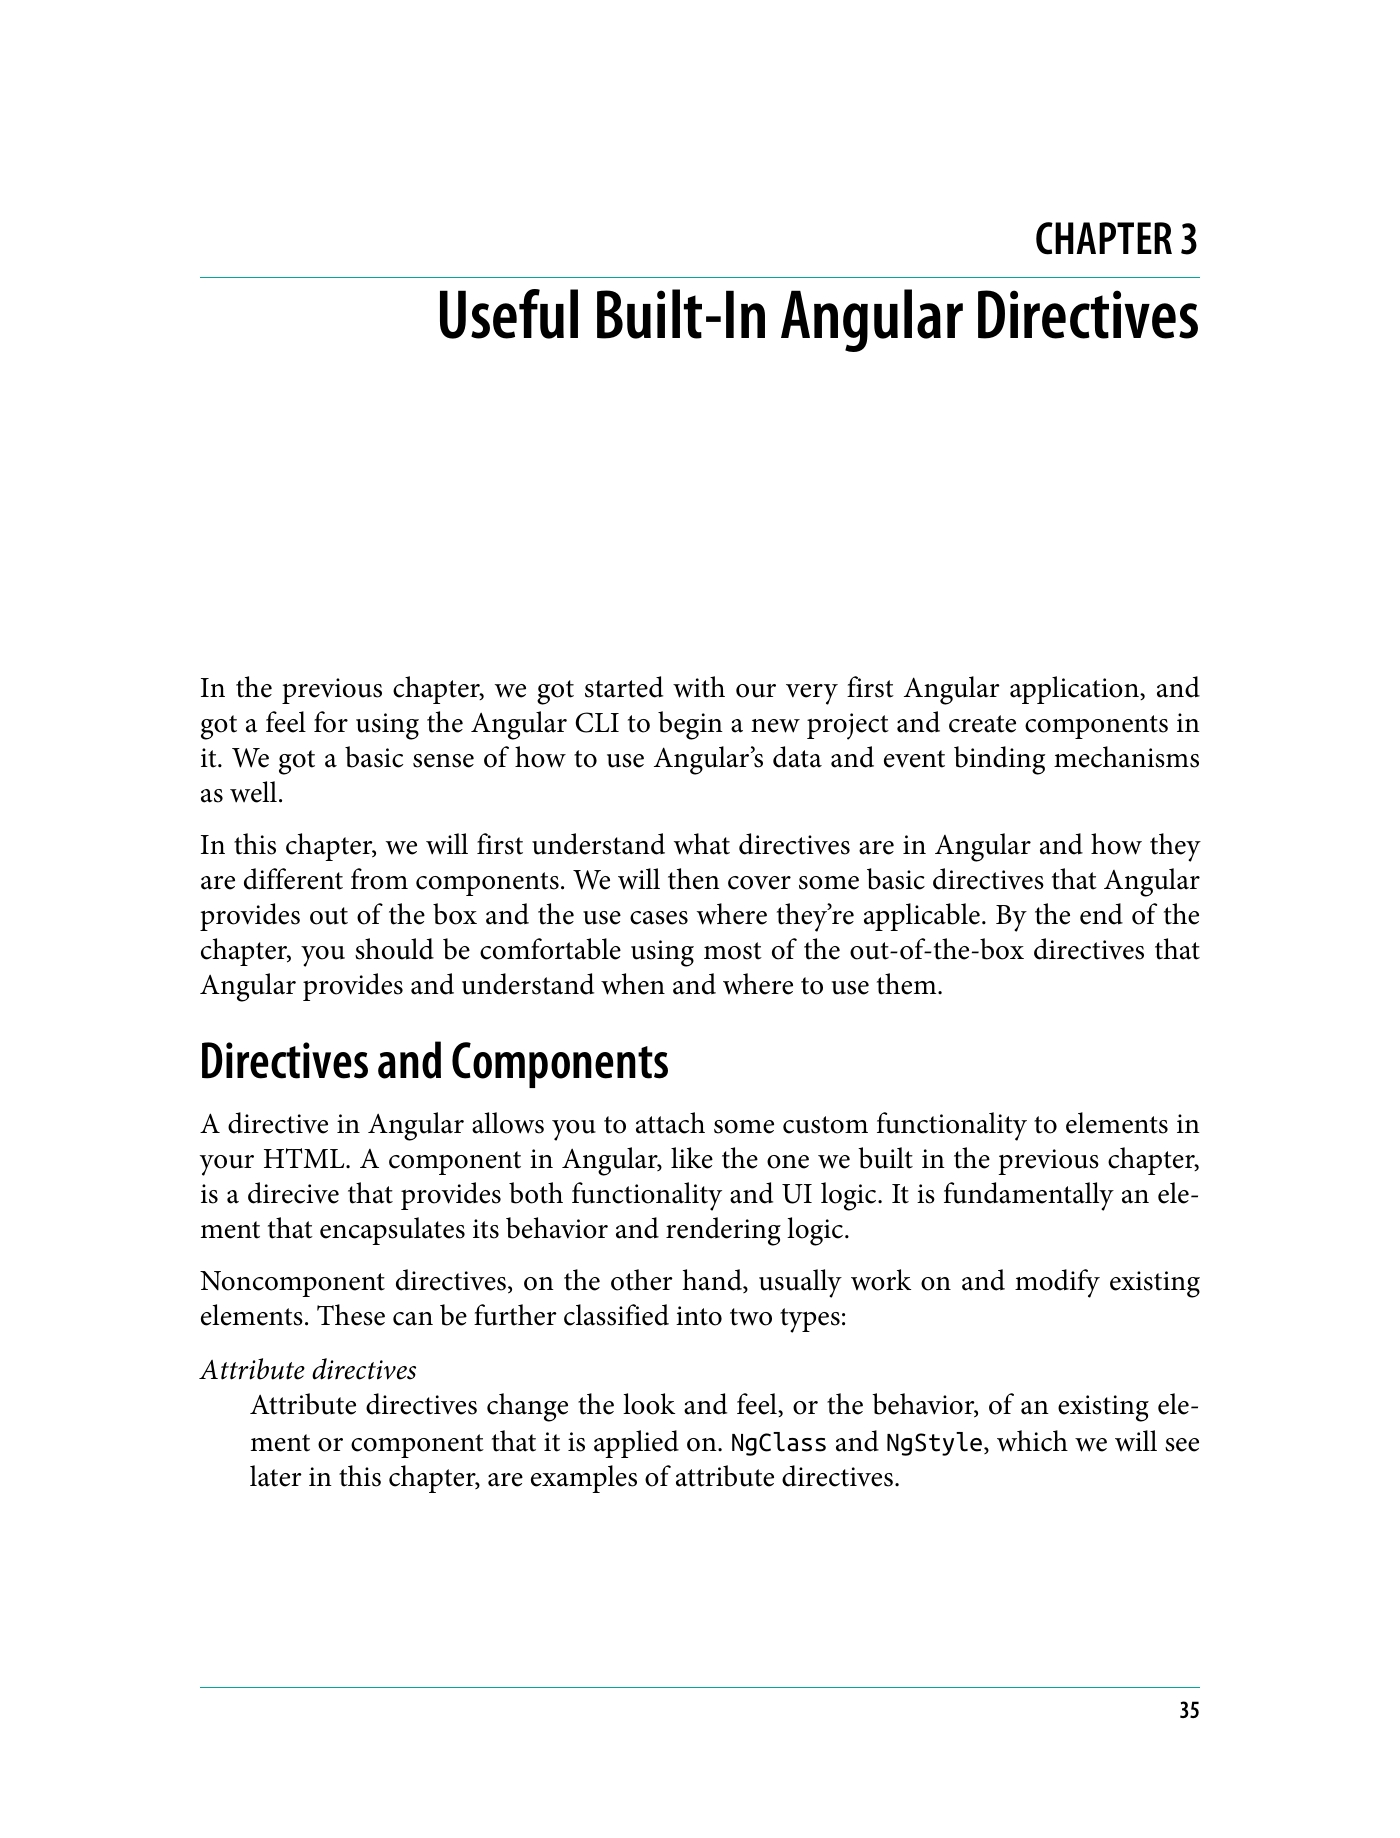 CHAPTER 3
Useful Built-In Angular Directives
In the previous chapter, we got started with our very first Angular application, and
got a feel for using the Angular CLI to begin a new project and create components in
it. We got a basic sense of how to use Angular’s data and event binding mechanisms
as well.
In this chapter, we will first understand what directives are in Angular and how they
are different from components. We will then cover some basic directives that Angular
provides out of the box and the use cases where they’re applicable. By the end of the
chapter, you should be comfortable using most of the out-of-the-box directives that
Angular provides and understand when and where to use them.
Directives and Components
A directive in Angular allows you to attach some custom functionality to elements in
your HTML. A component in Angular, like the one we built in the previous chapter,
is a direcive that provides both functionality and UI logic. It is fundamentally an ele-
ment that encapsulates its behavior and rendering logic.
Noncomponent directives, on the other hand, usually work on and modify existing
elements. These can be further classified into two types:
Attribute directives
Attribute directives change the look and feel, or the behavior, of an existing ele-
ment or component that it is applied on. NgClass and NgStyle, which we will see
later in this chapter, are examples of attribute directives.
35